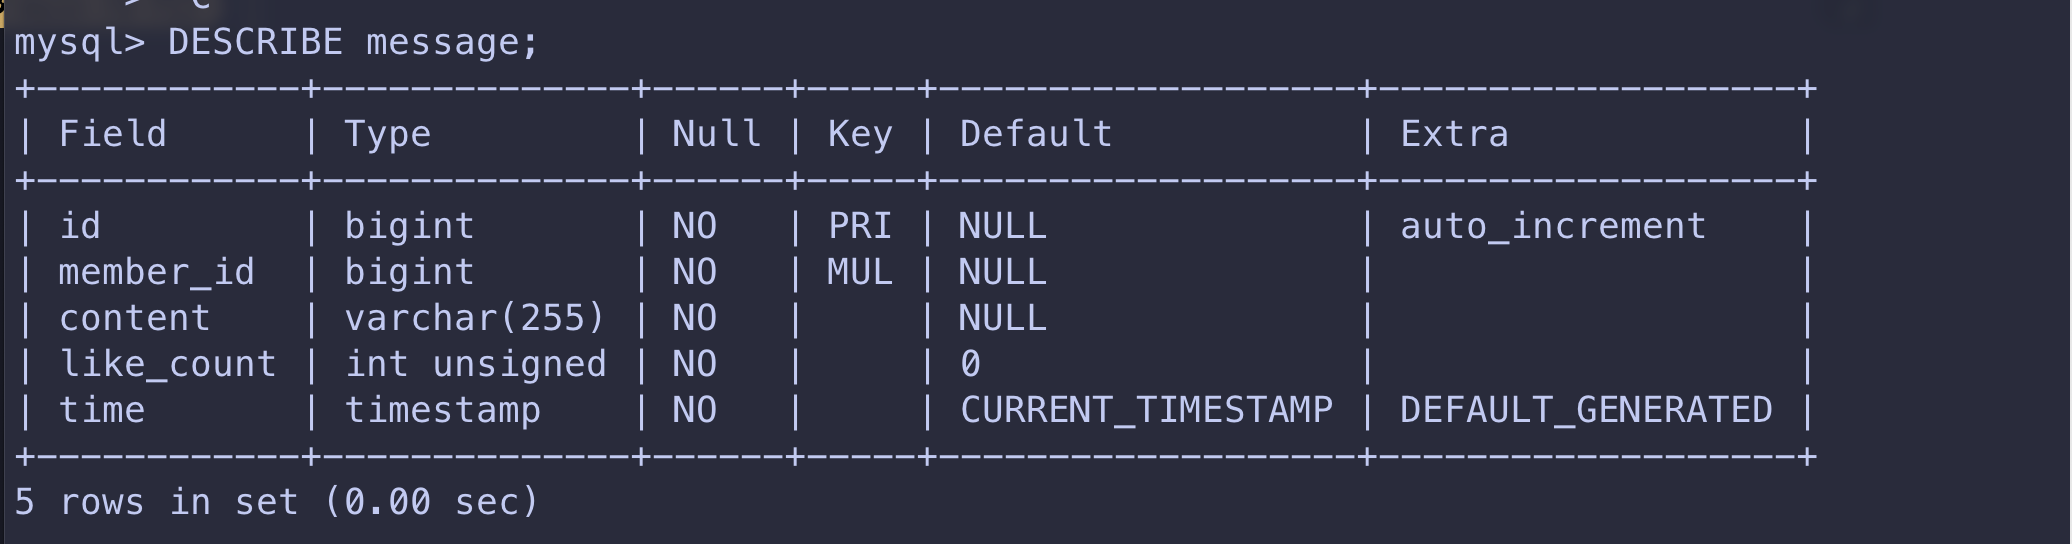 mysql> DESCRIBE message;
+------------+--------------+------+-----+-------------------+-------------------+
| Field      | Type         | Null | Key | Default           | Extra             |
+------------+--------------+------+-----+-------------------+-------------------+
| id         | bigint       | NO   | PRI | NULL              | auto_increment    |
| member_id  | bigint       | NO   | MUL | NULL              |                   |
| content    | varchar(255) | NO   |     | NULL              |                   |
| like_count | int unsigned | NO   |     | 0                 |                   |
| time       | timestamp    | NO   |     | CURRENT_TIMESTAMP | DEFAULT_GENERATED |
+------------+--------------+------+-----+-------------------+-------------------+
5 rows in set (0.00 sec)